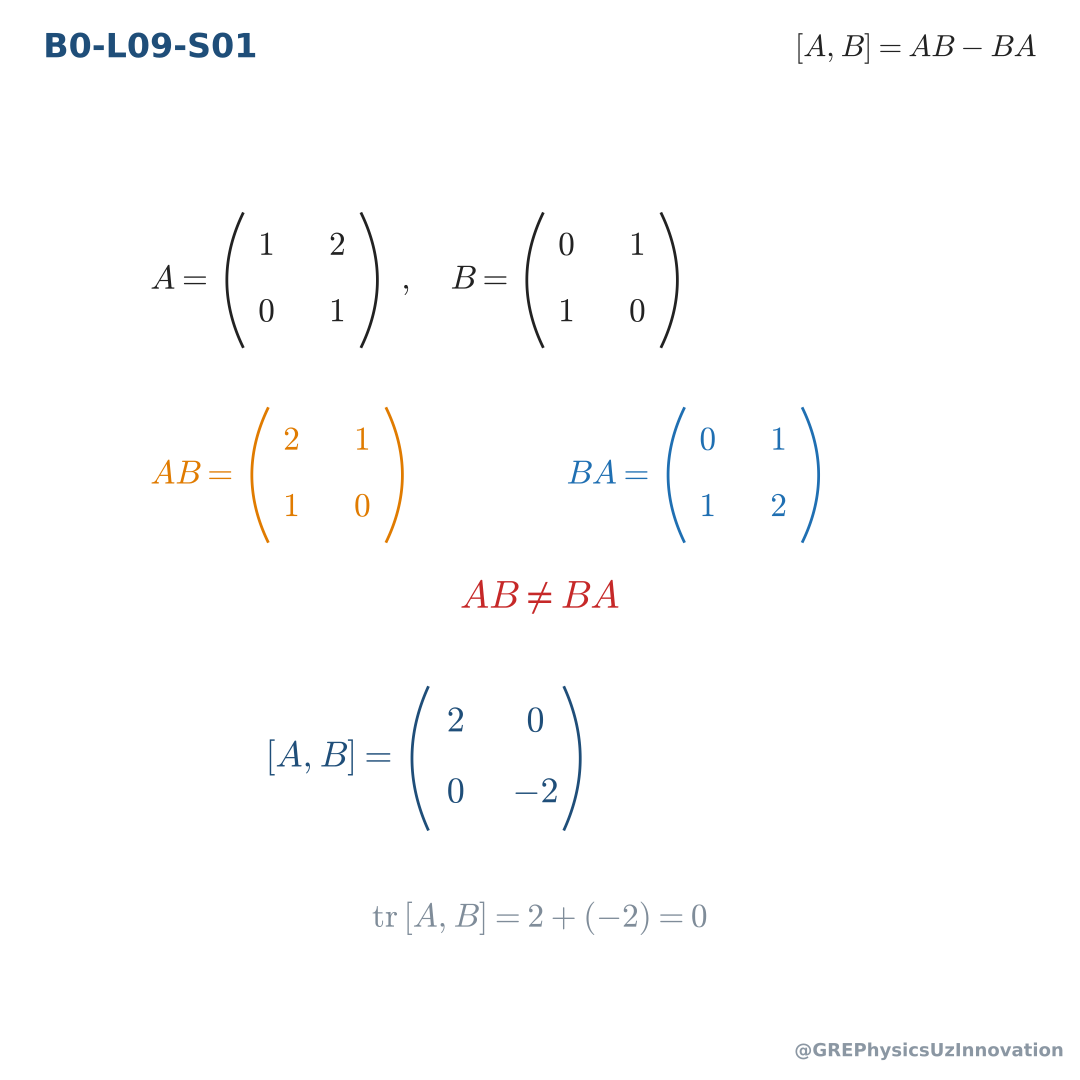 B0-L09-S01
[A, B] = AB − BA
A = ( 1 2
0 1 ) , B = ( 0 1
1 0 )
AB = ( 2 1
1 0 )
BA = ( 0 1
1 2 )
AB ≠ BA
[A, B] = ( 2 0
0 −2 )
tr [A, B] = 2 + (−2) = 0
@GREPhysicsUzInnovation